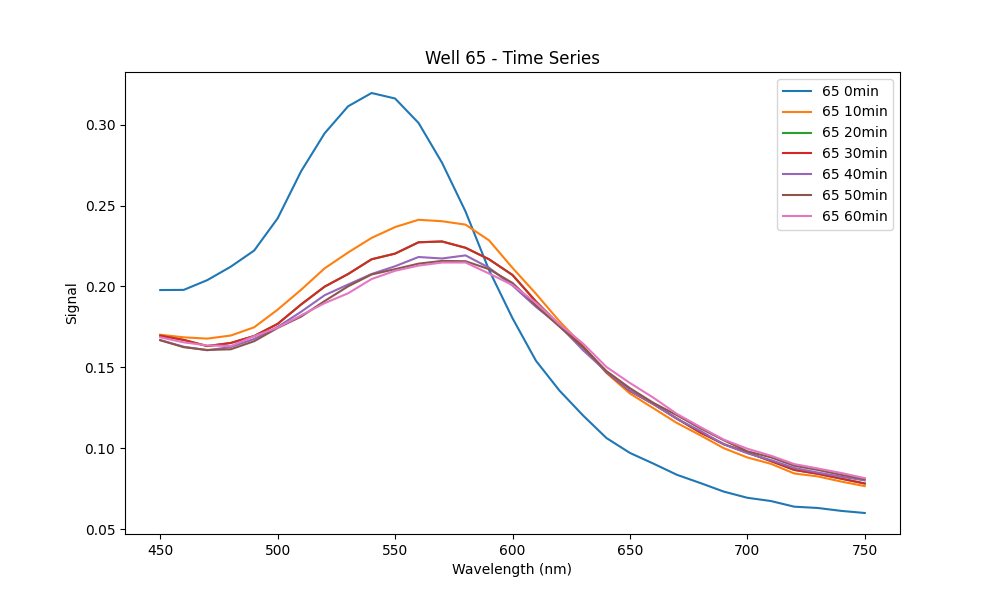 Well 65 - Time Series
65 0min
65 10min
65 20min
65 30min
65 40min
65 50min
65 60min
Signal
0.30
0.25
0.20
0.15
0.10
0.05
450 500 550 600 650 700 750
Wavelength (nm)